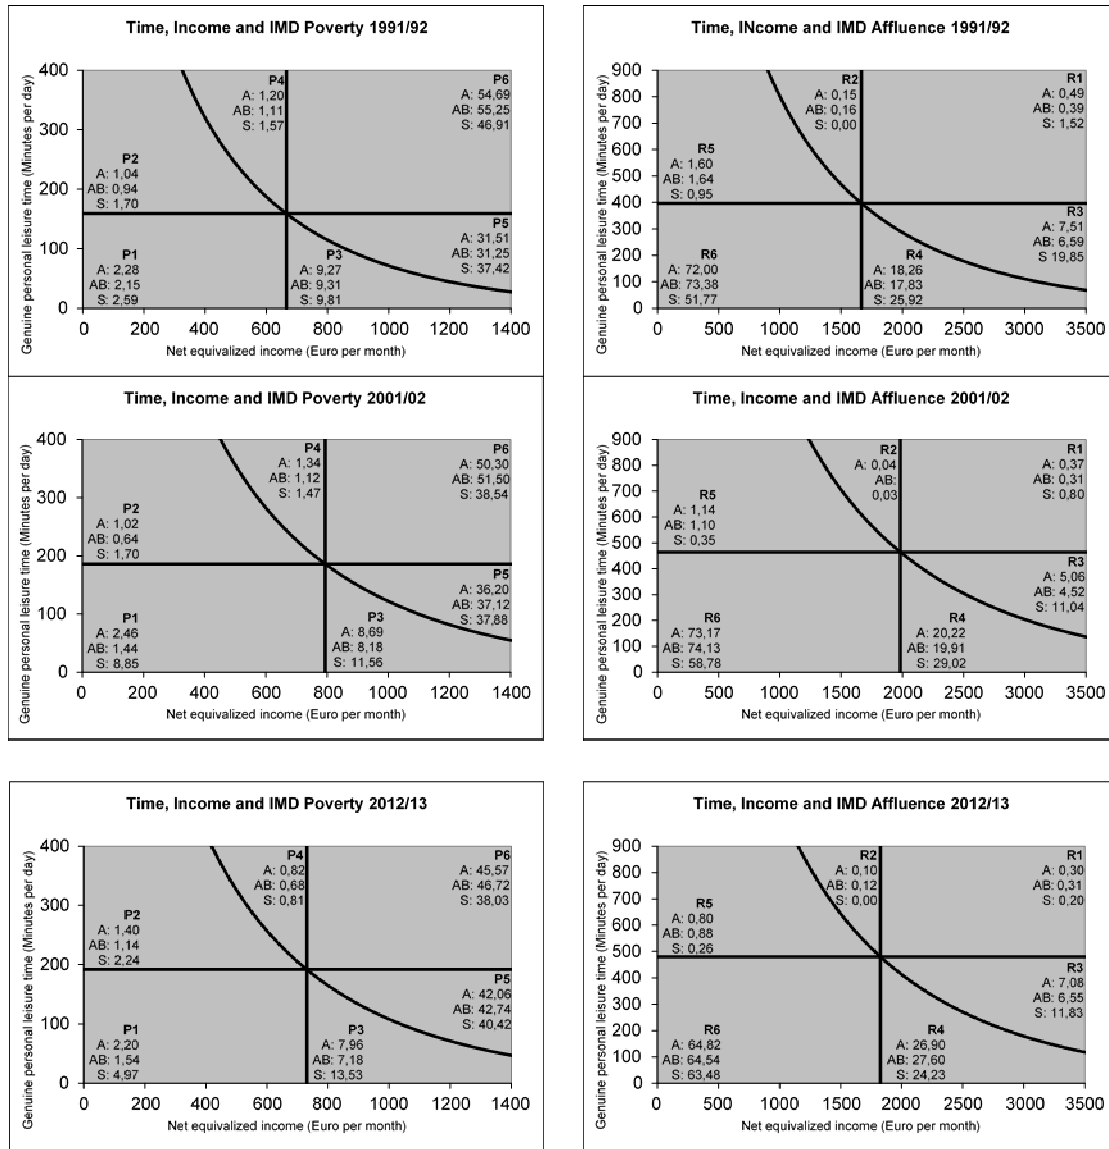 Time, Income and IMD Poverty 1991/92
Genuine personal leisure time (Minutes per day)
400
300
200
100
0
P4
A: 1,20
AB: 1,11
S: 1,57
P6
A: 54,69
AB: 55,25
S: 46,91
P2
A: 1,04
AB: 0,94
S: 1,70
P5
A: 31,51
AB: 31,25
S: 37,42
P1
A: 2,28
AB: 2,15
S: 2,59
P3
A: 9,27
AB: 9,31
S: 9,81
0 200 400 600 800 1000 1200 1400
Net equivalized income (Euro per month)
Time, INcome and IMD Affluence 1991/92
Genuine personal leisure time (Minutes per day)
900
800
700
600
500
400
300
200
100
0
R2
A: 0,15
AB: 0,16
S: 0,00
R1
A: 0,49
AB: 0,39
S: 1,52
R5
A: 1,60
AB: 1,64
S: 0,95
R3
A: 7,51
AB: 6,59
S 19,85
R6
A: 72,00
AB: 73,38
S: 51,77
R4
A: 18,26
AB: 17,83
S: 25,92
0 500 1000 1500 2000 2500 3000 3500
Net equivalized income (Euro per month)
Time, Income and IMD Poverty 2001/02
Genuine personal leisure time (Minutes per day)
400
300
200
100
0
P4
A: 1,34
AB: 1,12
S: 1,47
P6
A: 50,30
AB: 51,50
S: 38,54
P2
A: 1,02
AB: 0,64
S: 1,70
P5
A: 36,20
AB: 37,12
S: 37,88
P1
A: 2,46
AB: 1,44
S: 8,85
P3
A: 8,69
AB: 8,18
S: 11,56
0 200 400 600 800 1000 1200 1400
Net equivalized income (Euro per month)
Time, Income and IMD Affluence 2001/02
Genuine personal leisure time (Minutes per day)
900
800
700
600
500
400
300
200
100
0
R2
A: 0,04
AB:
0,03
R1
A: 0,37
AB: 0,31
S: 0,80
R5
A: 1,14
AB: 1,10
S: 0,35
R3
A: 5,06
AB: 4,52
S: 11,04
R6
A: 73,17
AB: 74,13
S: 58,78
R4
A: 20,22
AB: 19,91
S: 29,02
0 500 1000 1500 2000 2500 3000 3500
Net equivalized income (Euro per month)
Time, Income and IMD Poverty 2012/13
Genuine personal leisure time (Minutes per day)
400
300
200
100
0
P4
A: 0,82
AB: 0,68
S: 0,81
P6
A: 45,57
AB: 46,72
S: 38,03
P2
A: 1,40
AB: 1,14
S: 2,24
P5
A: 42,06
AB: 42,74
S: 40,42
P1
A: 2,20
AB: 1,54
S: 4,97
P3
A: 7,96
AB: 7,18
S: 13,53
0 200 400 600 800 1000 1200 1400
Net equivalized income (Euro per month)
Time, Income and IMD Affluence 2012/13
Genuine personal leisure time (Minutes per day)
900
800
700
600
500
400
300
200
100
0
R2
A: 0,10
AB: 0,12
S: 0,00
R1
A: 0,30
AB: 0,31
S: 0,20
R5
A: 0,80
AB: 0,88
S: 0,26
R3
A: 7,08
AB: 6,55
S: 11,83
R6
A: 64,82
AB: 64,54
S: 63,48
R4
A: 26,90
AB: 27,60
S: 24,23
0 500 1000 1500 2000 2500 3000 3500
Net equivalized income (Euro per month)